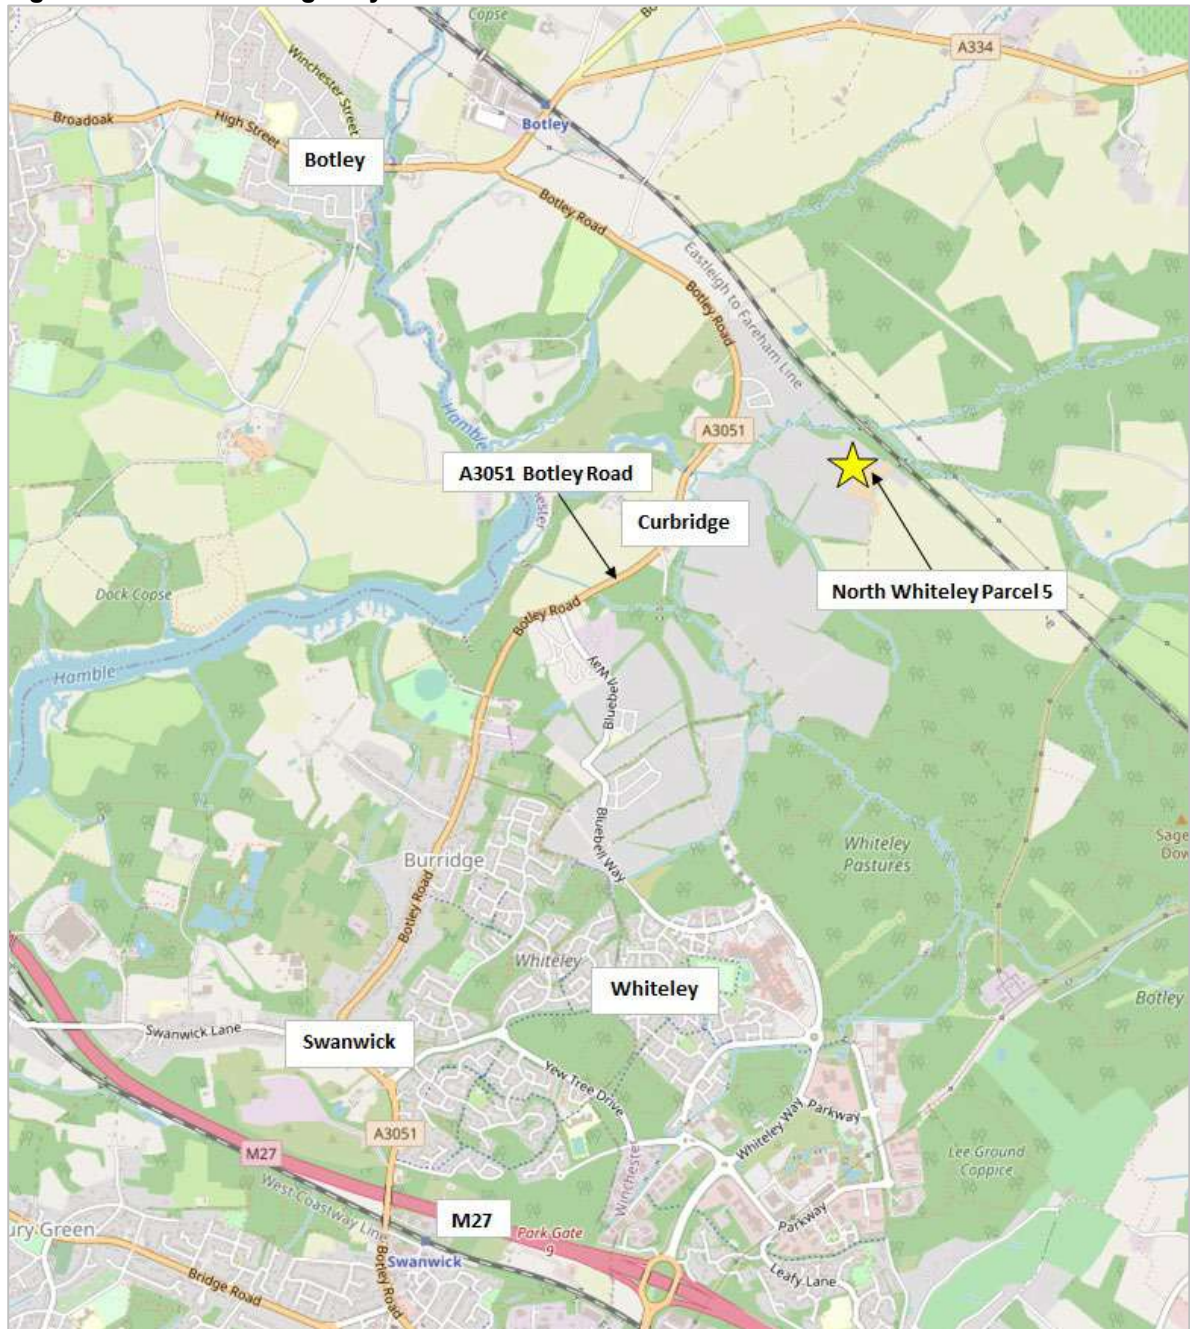 Copse
A334
Winchester Street
Broadoak
High Street
Botley
Botley
Botley Road
Eastleigh to Fareham Line
Botley Road
Hamble
A3051
A3051 Botley Road
Curbridge
North Whiteley Parcel 5
Dock Copse
Botley Road
Hamble
Bluebell Way
Bluebell Way
Whiteley
Pastures
Burridge
Botley Road
Whiteley
Whiteley
Botley
Swanwick Lane
Swanwick
Yew Tree Drive
Whiteley Way
Parkway
A3051
M27
Winchester
Lee Ground
Coppice
West Coastway Line
M27
Park Gate
9
Parkway
Swanwick
Bridge Road
Botley Road
Leafy Lane